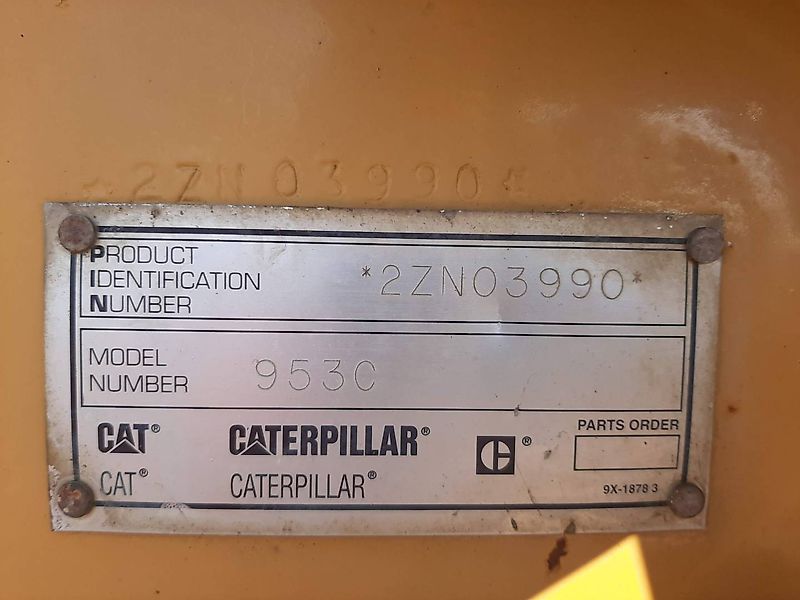 *2ZN03990*
PRODUCT
IDENTIFICATION
NUMBER
*2ZN03990*
MODEL
NUMBER
953C
CAT®
CATERPILLAR®
C®
PARTS ORDER
CAT®
CATERPILLAR®
9X-1878 3